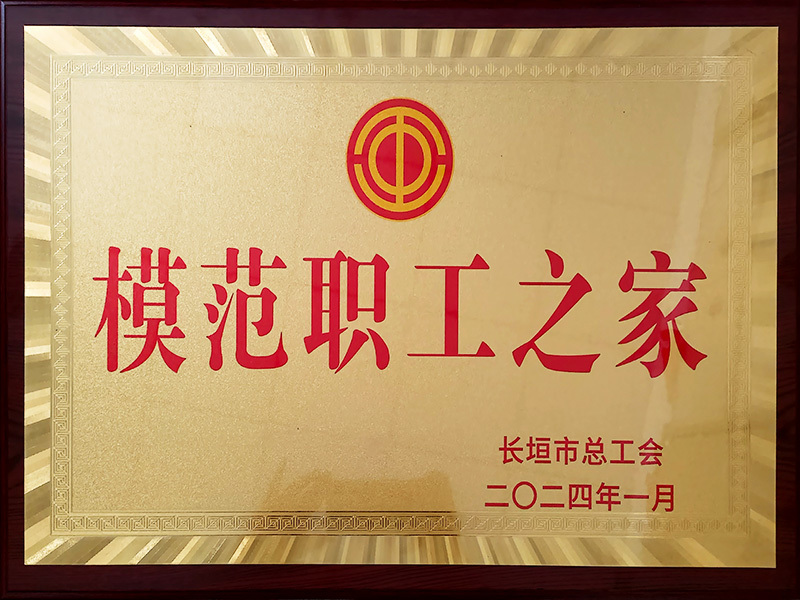 模范职工之家
长垣市总工会
二〇二四年一月